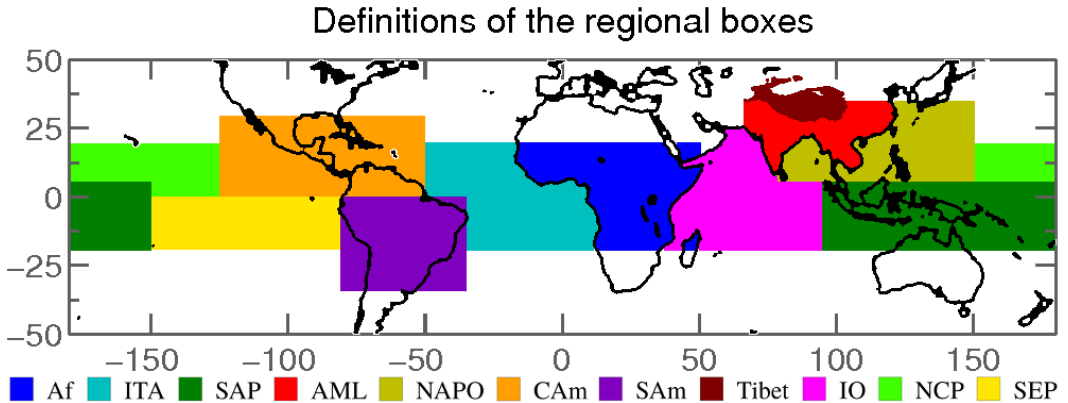 Definitions of the regional boxes
50
25
0
−25
−50
−150 −100 −50 0 50 100 150
Af ITA SAP AML NAPO CAm SAm Tibet IO NCP SEP